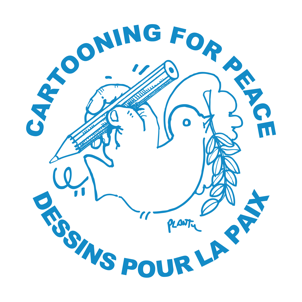 CARTOONING FOR PEACE
PLANTU
DESSINS POUR LA PAIX